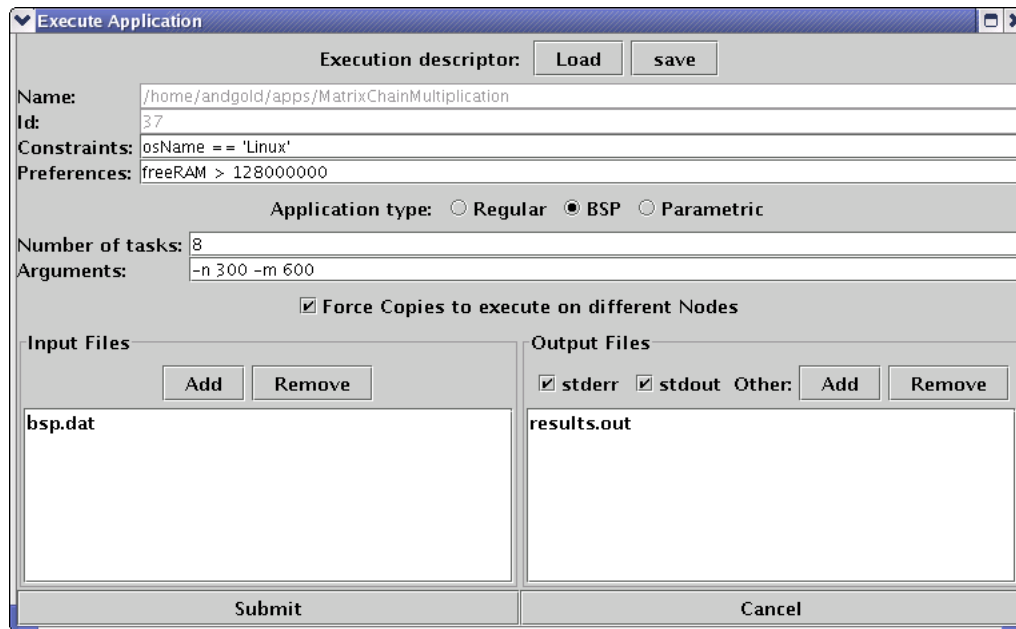 Execute Application
Execution descriptor: Load save
Name: /home/andgold/apps/MatrixChainMultiplication
Id: 37
Constraints: osName == 'Linux'
Preferences: freeRAM > 128000000
Application type: Regular BSP Parametric
Number of tasks: 8
Arguments: -n 300 -m 600
Force Copies to execute on different Nodes
Input Files
Add Remove
bsp.dat
Output Files
stderr stdout Other: Add Remove
results.out
Submit Cancel